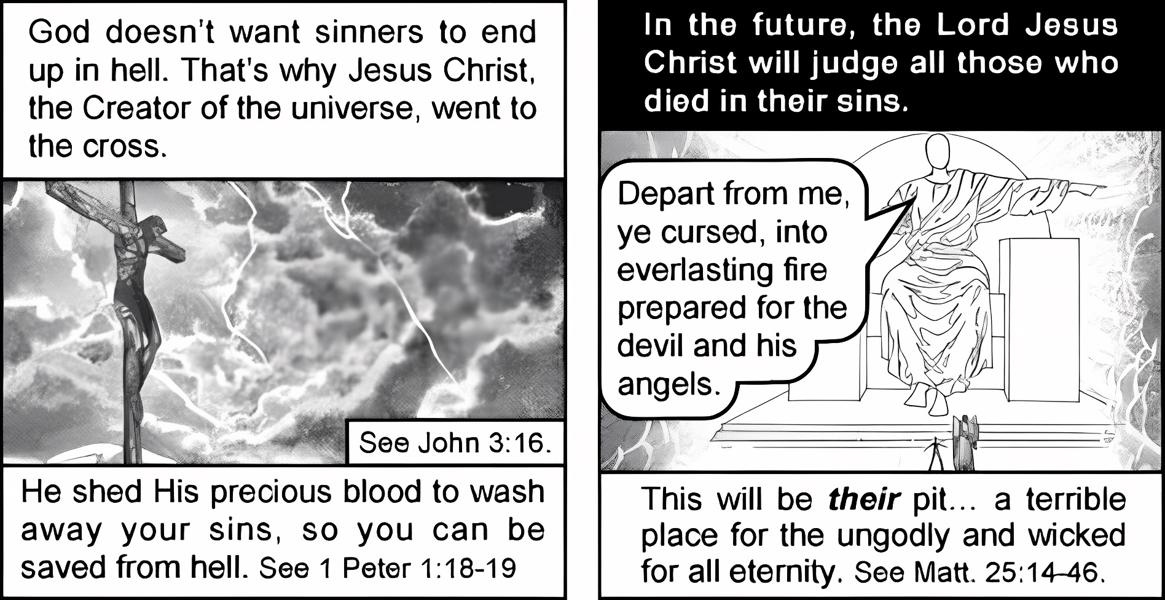 God doesn't want sinners to end
up in hell. That's why Jesus Christ,
the Creator of the universe, went to
the cross.
See John 3:16.
He shed His precious blood to wash
away your sins, so you can be
saved from hell. See 1 Peter 1:18-19
In the future, the Lord Jesus
Christ will judge all those who
died in their sins.
Depart from me,
ye cursed, into
everlasting fire
prepared for the
devil and his
angels.
This will be their pit... a terrible
place for the ungodly and wicked
for all eternity. See Matt. 25:14-46.